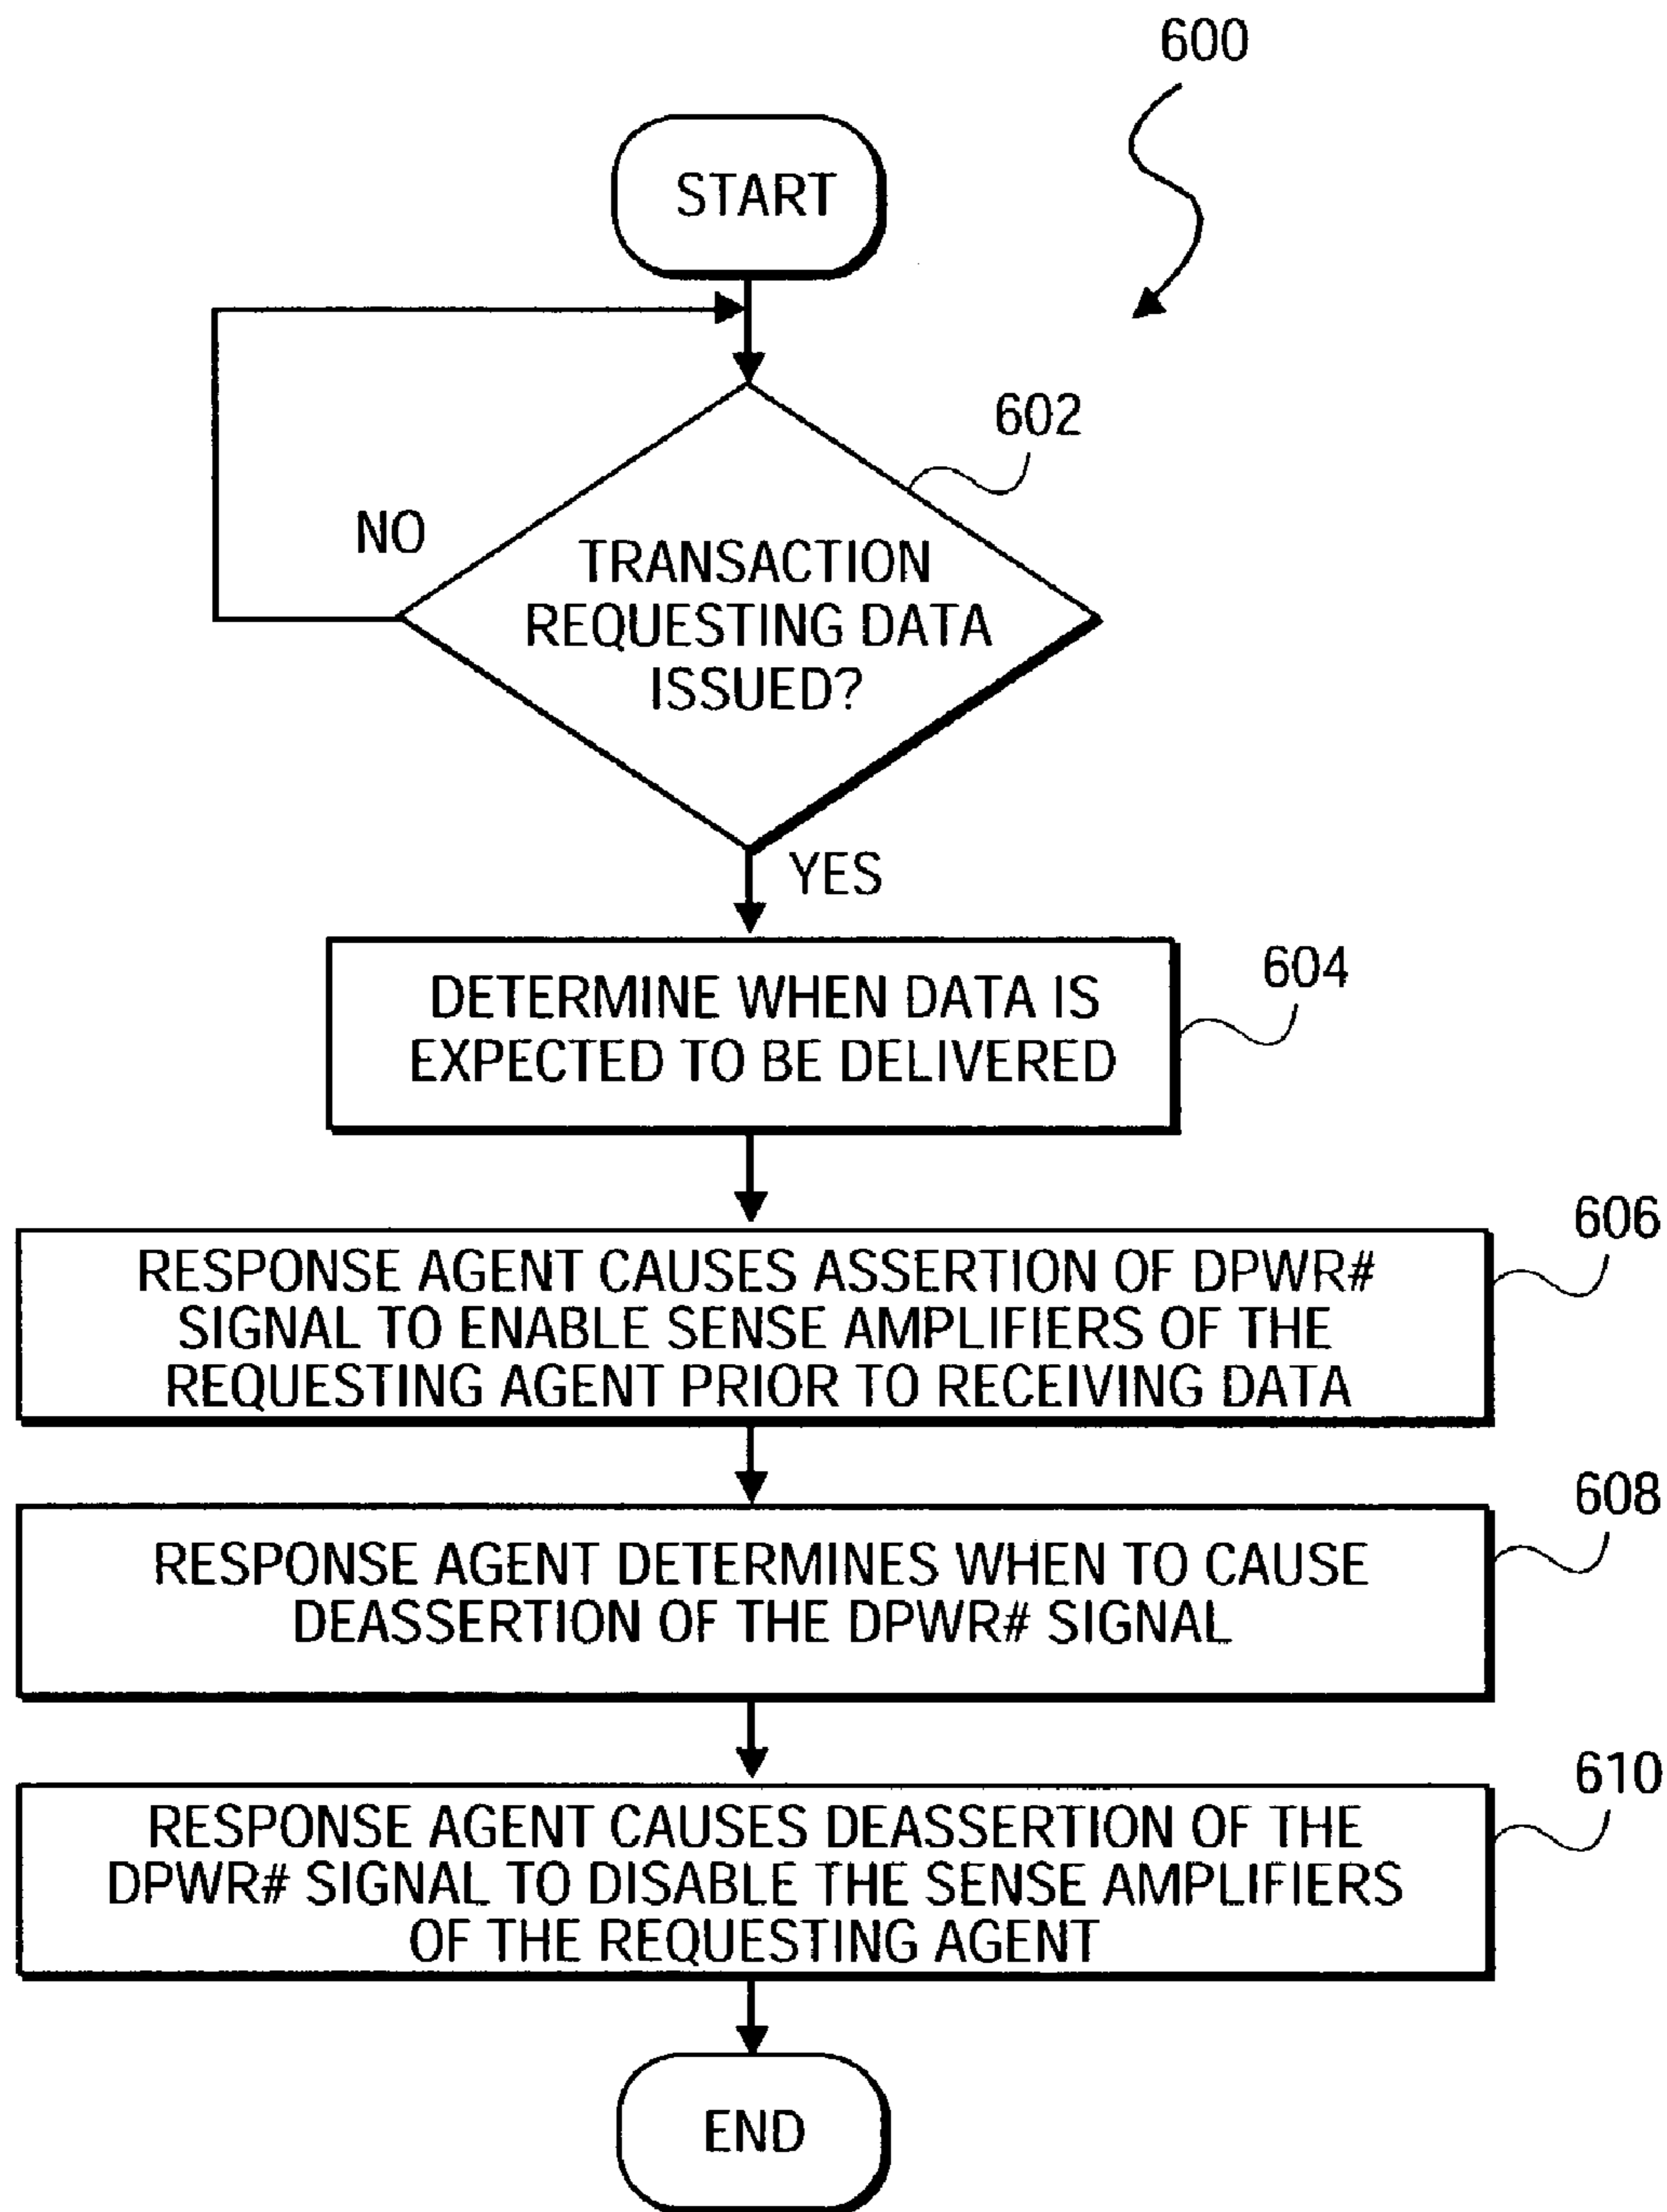 600
START
602
NO
TRANSACTION
REQUESTING DATA
ISSUED?
YES
604
DETERMINE WHEN DATA IS
EXPECTED TO BE DELIVERED
606
RESPONSE AGENT CAUSES ASSERTION OF DPWR#
SIGNAL TO ENABLE SENSE AMPLIFIERS OF THE
REQUESTING AGENT PRIOR TO RECEIVING DATA
608
RESPONSE AGENT DETERMINES WHEN TO CAUSE
DEASSERTION OF THE DPWR# SIGNAL
610
RESPONSE AGENT CAUSES DEASSERTION OF THE
DPWR# SIGNAL TO DISABLE THE SENSE AMPLIFIERS
OF THE REQUESTING AGENT
END